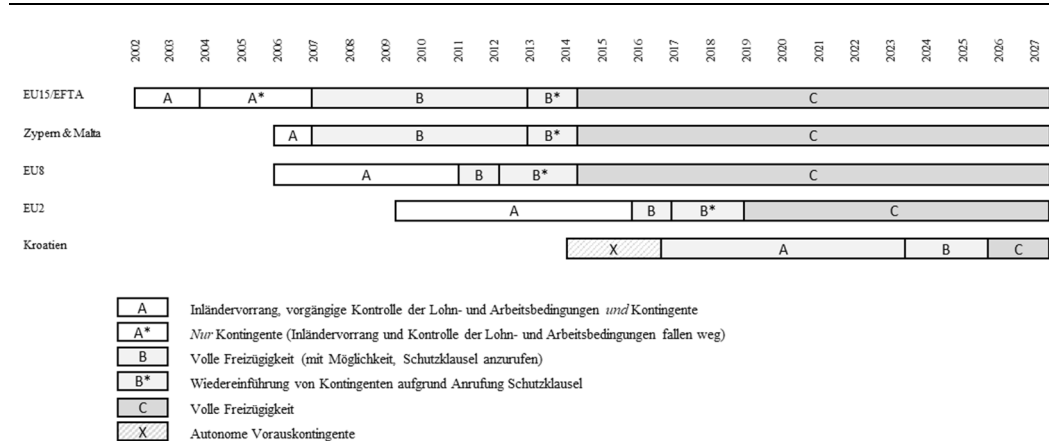 2002 2003 2004 2005 2006 2007 2008 2009 2010 2011 2012 2013 2014 2015 2016 2017 2018 2019 2020 2021 2022 2023 2024 2025 2026 2027
EU15/EFTA A A* B B* C
Zypern & Malta A B B* C
EU8 A B B* C
EU2 A B B* C
Kroatien X A B C
A Inländervorrang, vorgängige Kontrolle der Lohn- und Arbeitsbedingungen und Kontingente
A* Nur Kontingente (Inländervorrang und Kontrolle der Lohn- und Arbeitsbedingungen fallen weg)
B Volle Freizügigkeit (mit Möglichkeit, Schutzklausel anzurufen)
B* Wiedereinführung von Kontingenten aufgrund Anrufung Schutzklausel
C Volle Freizügigkeit
X Autonome Vorauskontingente